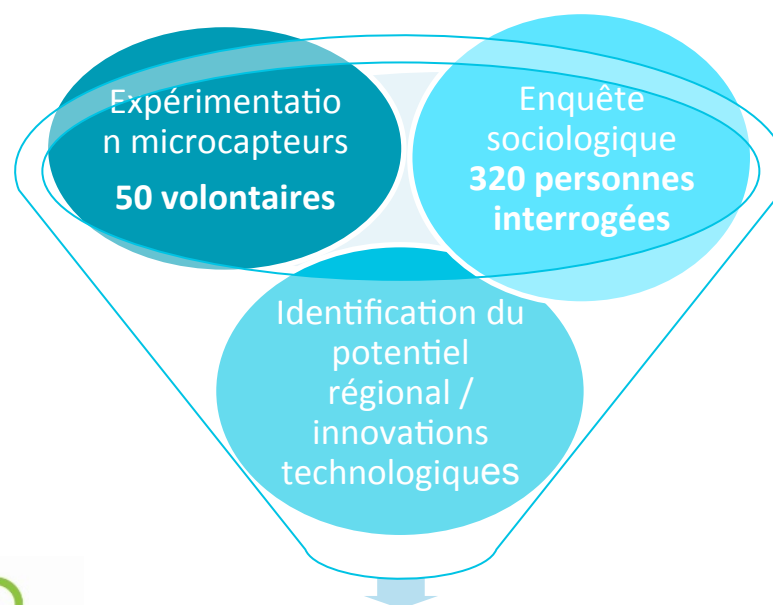 Expérimentatio
n microcapteurs
50 volontaires
Enquête
sociologique
320 personnes
interrogées
Identification du
potentiel
régional /
innovations
technologiques